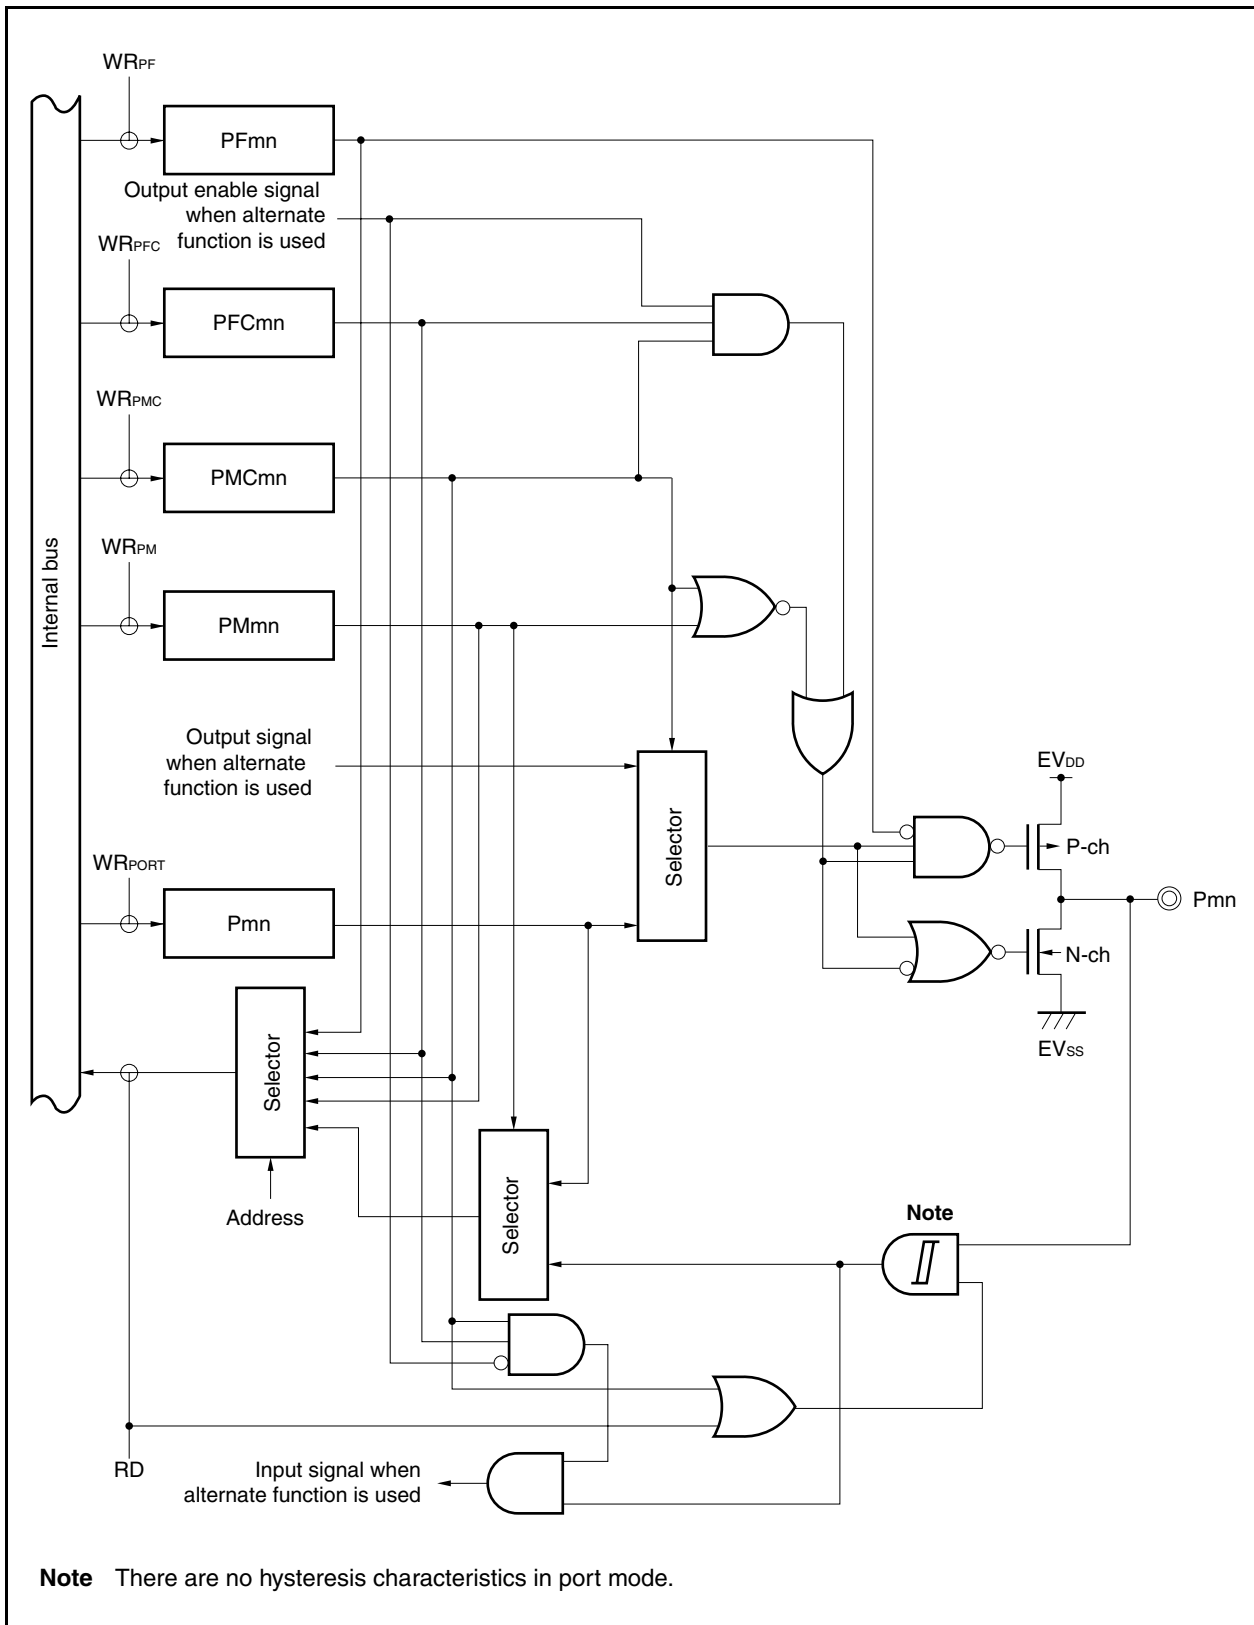 WRPF
PFmn
Output enable signal
when alternate
function is used
WRPFC
PFCmn
WRPMC
PMCmn
WRPM
PMmn
Internal bus
Output signal
when alternate
function is used
Selector
EVDD
P-ch
Pmn
N-ch
EVSS
WRPORT
Pmn
Selector
Address
Selector
Note
RD
Input signal when
alternate function is used
Note There are no hysteresis characteristics in port mode.